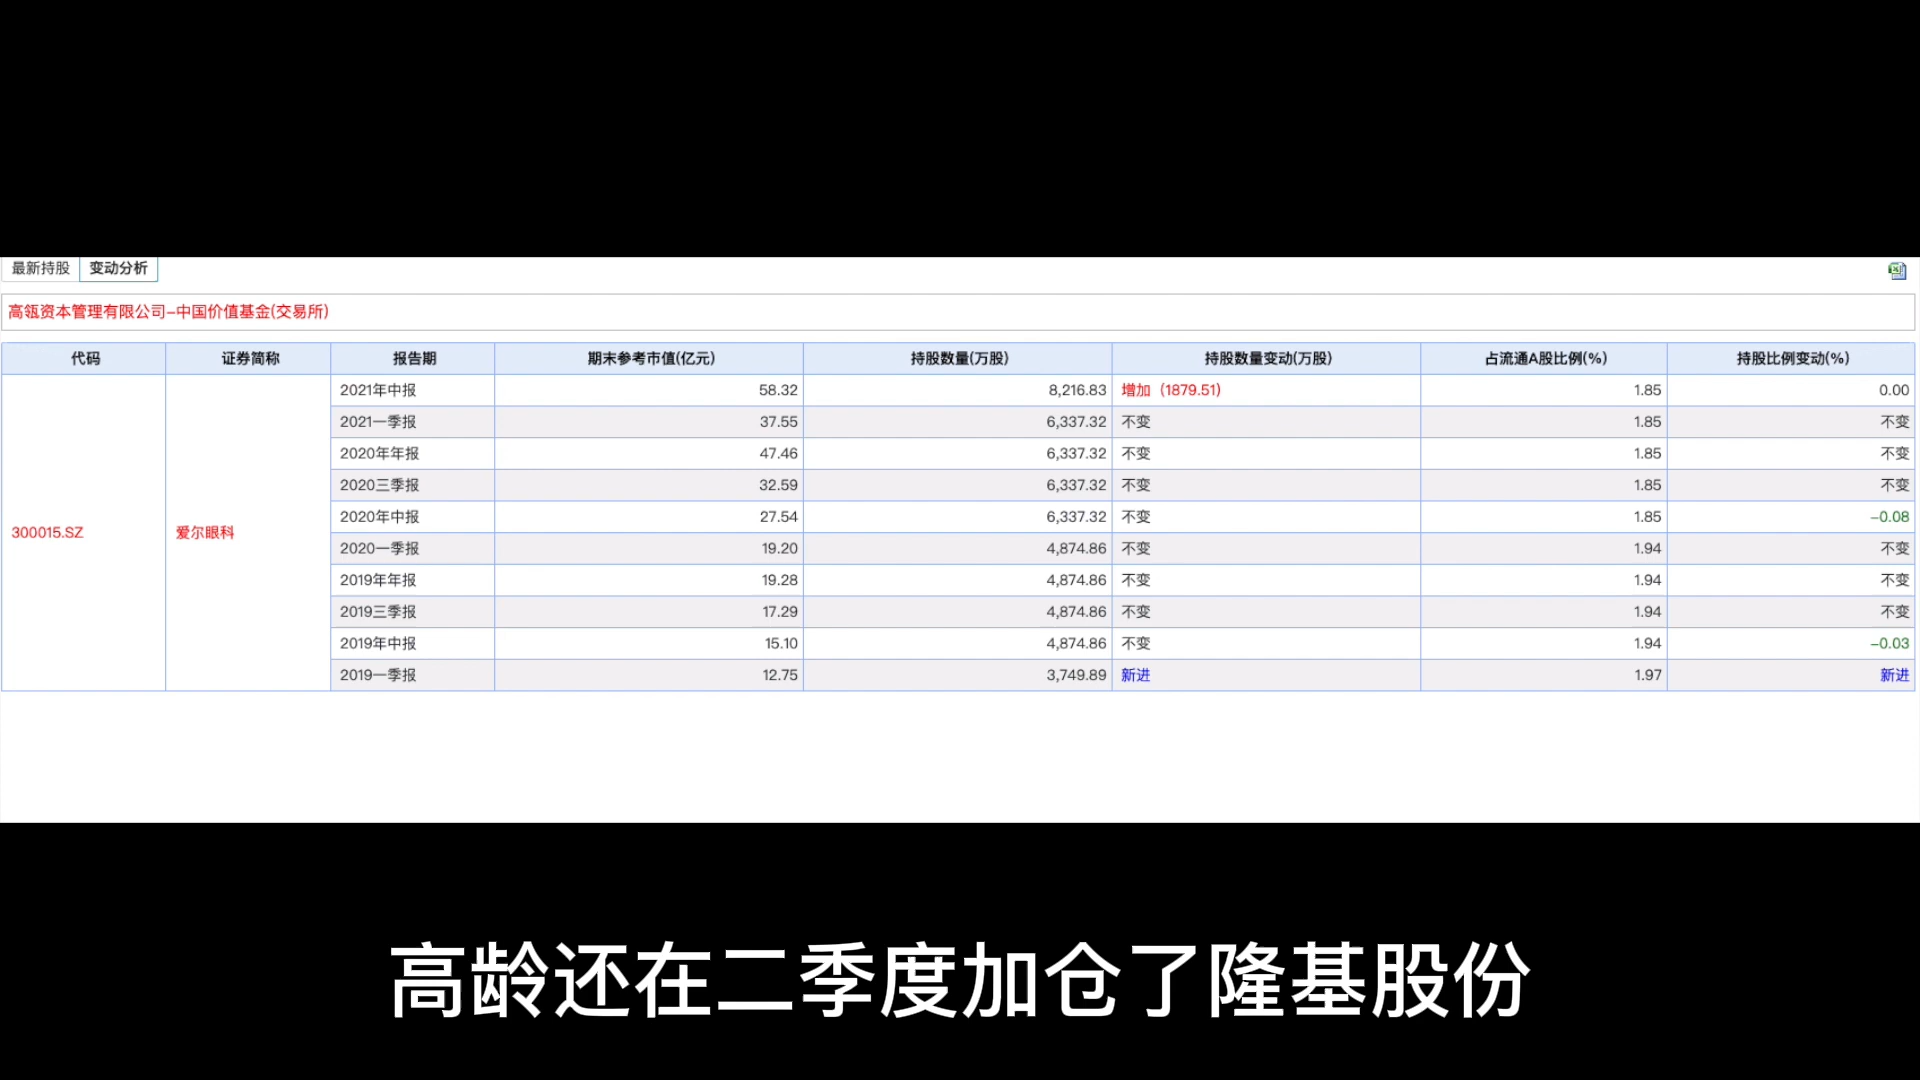 最新持股 变动分析
高瓴资本管理有限公司-中国价值基金(交易所)
代码 证券简称 报告期 期末参考市值(亿元) 持股数量(万股) 持股数量变动(万股) 占流通A股比例(%) 持股比例变动(%)
300015.SZ 爱尔眼科 2021年中报 58.32 8,216.83 增加 (1879.51) 1.85 0.00
2021一季报 37.55 6,337.32 不变 1.85 不变
2020年年报 47.46 6,337.32 不变 1.85 不变
2020三季报 32.59 6,337.32 不变 1.85 不变
2020年中报 27.54 6,337.32 不变 1.85 -0.08
2020一季报 19.20 4,874.86 不变 1.94 不变
2019年年报 19.28 4,874.86 不变 1.94 不变
2019三季报 17.29 4,874.86 不变 1.94 不变
2019年中报 15.10 4,874.86 不变 1.94 -0.03
2019一季报 12.75 3,749.89 新进 1.97 新进
高龄还在二季度加仓了隆基股份